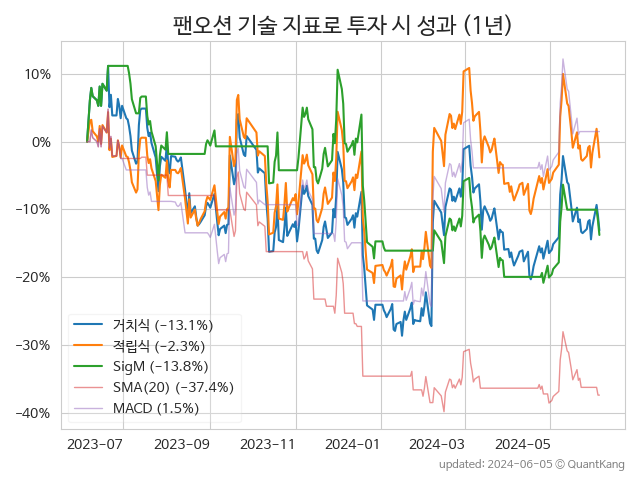 팬오션 기술 지표로 투자 시 성과 (1년)
10%
0%
−10%
−20%
−30%
−40%
거치식 (−13.1%)
적립식 (−2.3%)
SigM (−13.8%)
SMA(20) (−37.4%)
MACD (1.5%)
2023-07 2023-09 2023-11 2024-01 2024-03 2024-05
updated: 2024-06-05 © QuantKang